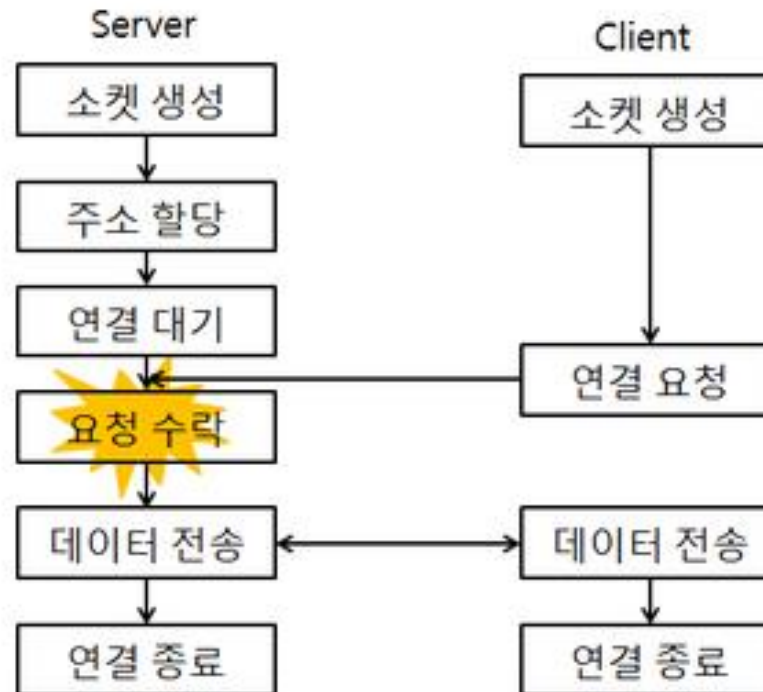 Server
소켓 생성
주소 할당
연결 대기
요청 수락
데이터 전송
연결 종료
Client
소켓 생성
연결 요청
데이터 전송
연결 종료